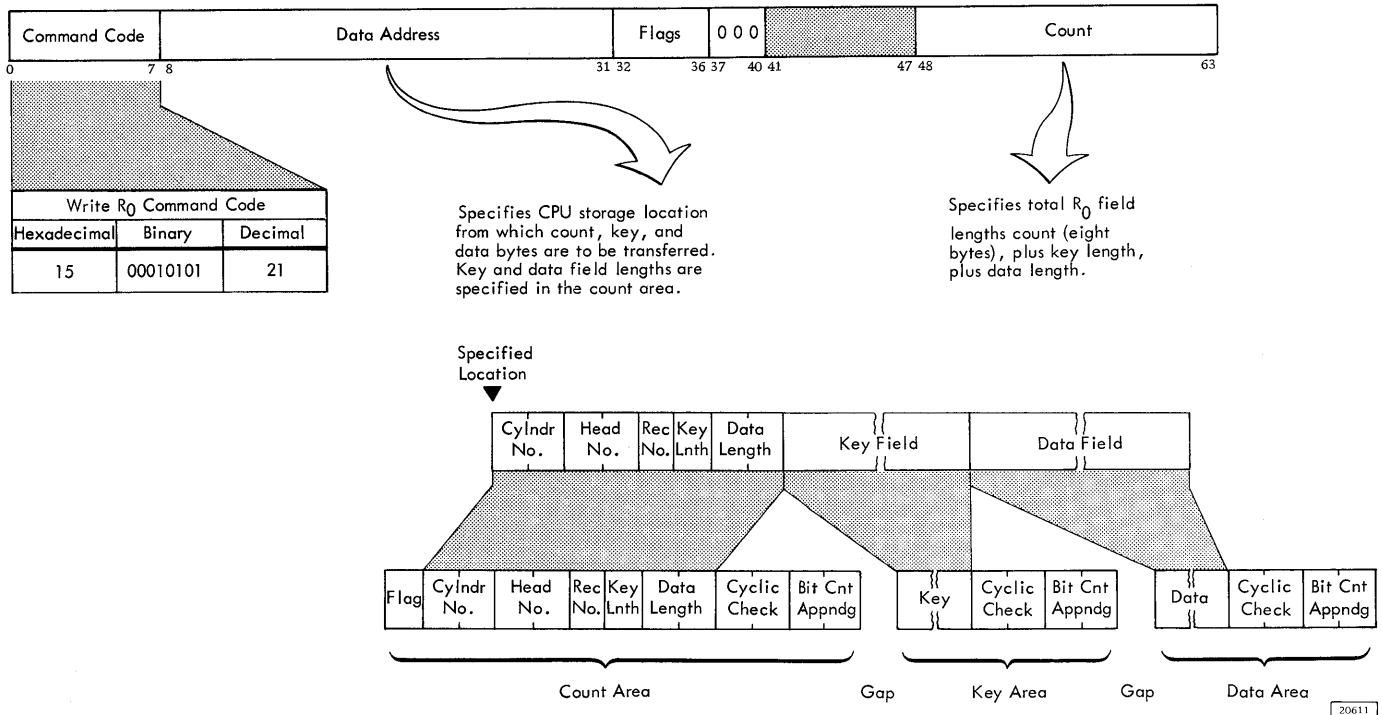 Command Code Data Address Flags 0 0 0 Count
0 7 8 31 32 36 37 40 41 47 48 63
Write R0 Command Code
Hexadecimal Binary Decimal
15 00010101 21
Specifies CPU storage location
from which count, key, and
data bytes are to be transferred.
Key and data field lengths are
specified in the count area.
Specifies total R0 field
lengths count (eight
bytes), plus key length,
plus data length.
Specified
Location
Cylndr
No.
Head
No.
Rec
No.
Key
Lnth
Data
Length
Key Field
Data Field
Flag
Cylndr
No.
Head
No.
Rec
No.
Key
Lnth
Data
Length
Cyclic
Check
Bit Cnt
Appndg
Key
Cyclic
Check
Bit Cnt
Appndg
Data
Cyclic
Check
Bit Cnt
Appndg
Count Area Gap Key Area Gap Data Area
20611